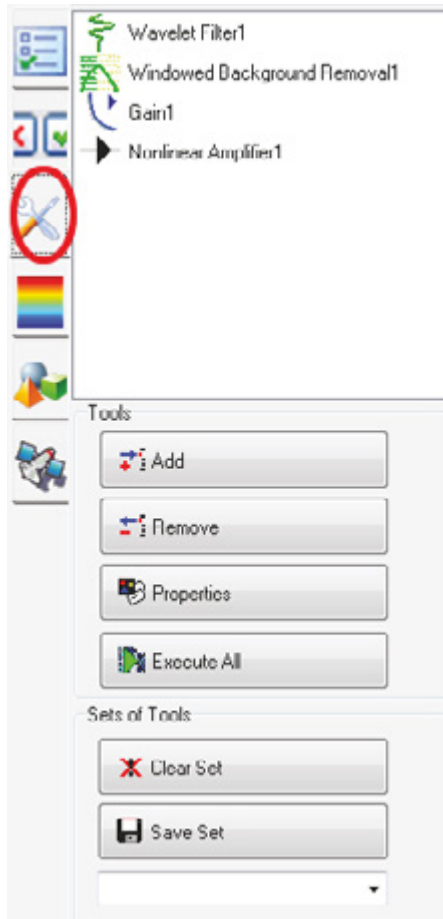 Wavelet Filter1
Windowed Background Removal1
Gain1
Nonlinear Amplifier1
Tools
Add
Remove
Properties
Execute All
Sets of Tools
Clear Set
Save Set